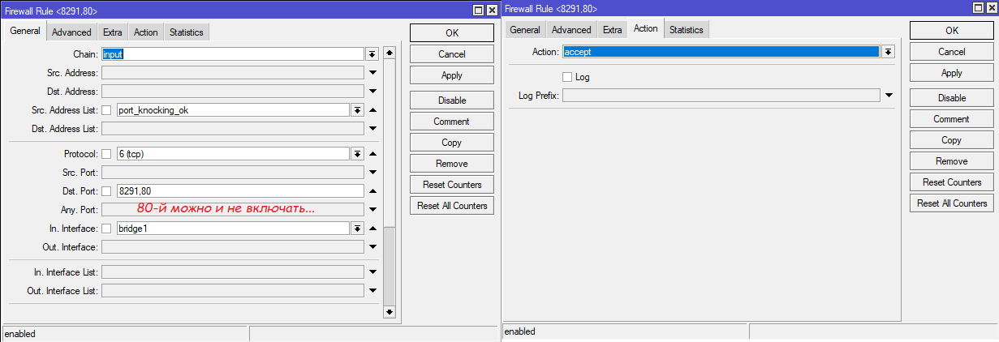 Firewall Rule <8291,80>
General Advanced Extra Action Statistics
Chain: input
Src. Address:
Dst. Address:
Src. Address List: port_knocking_ok
Dst. Address List:
Protocol: 6 (tcp)
Src. Port:
Dst. Port: 8291,80
Any. Port: 80-й можно и не включать...
In. Interface: bridge1
Out. Interface:
In. Interface List:
Out. Interface List:
OK
Cancel
Apply
Disable
Comment
Copy
Remove
Reset Counters
Reset All Counters
enabled
Firewall Rule <8291,80>
General Advanced Extra Action Statistics
Action: accept
Log
Log Prefix:
OK
Cancel
Apply
Disable
Comment
Copy
Remove
Reset Counters
Reset All Counters
enabled